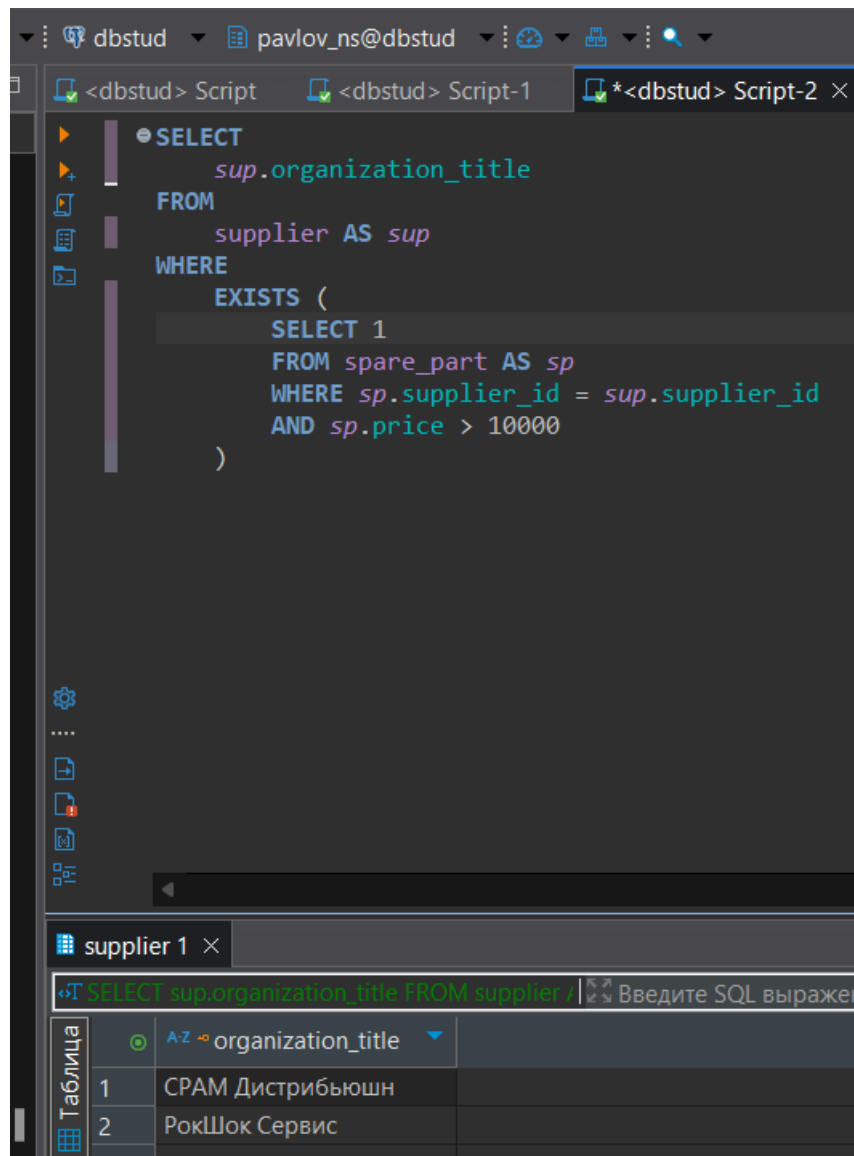 dbstud pavlov_ns@dbstud
<dbstud> Script <dbstud> Script-1 *<dbstud> Script-2
SELECT
sup.organization_title
FROM
supplier AS sup
WHERE
EXISTS (
SELECT 1
FROM spare_part AS sp
WHERE sp.supplier_id = sup.supplier_id
AND sp.price > 10000
)
supplier 1
SELECT sup.organization_title FROM supplier A Введите SQL выражен
Таблица
A-Z organization_title
1 СРАМ Дистрибьюшн
2 РокШок Сервис